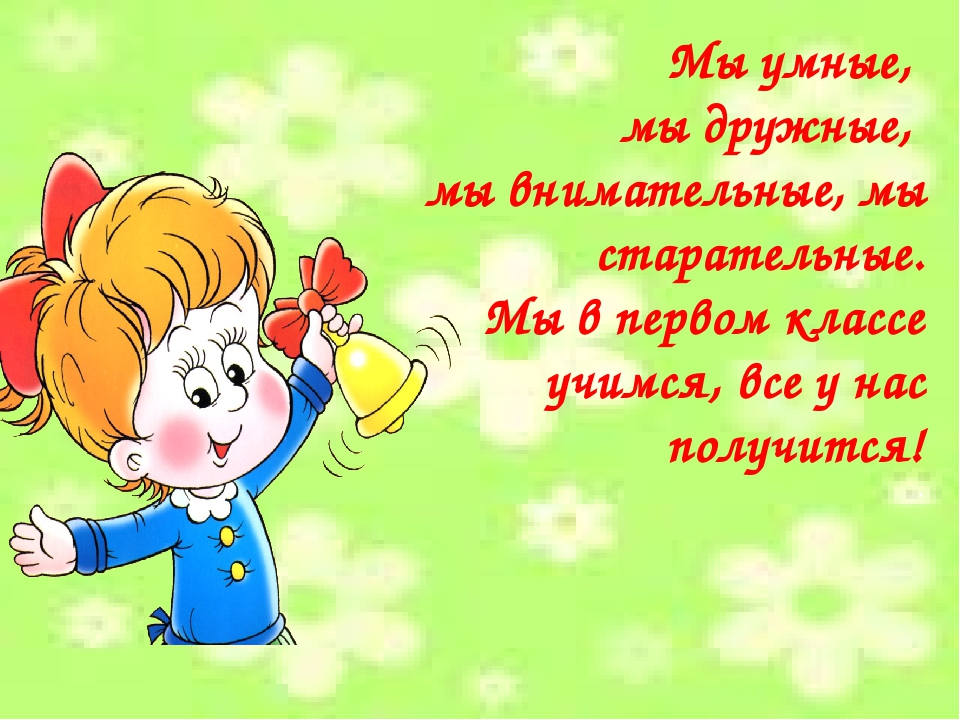 Мы умные,
мы дружные,
мы внимательные, мы
старательные.
Мы в первом классе
учимся, все у нас
получится!